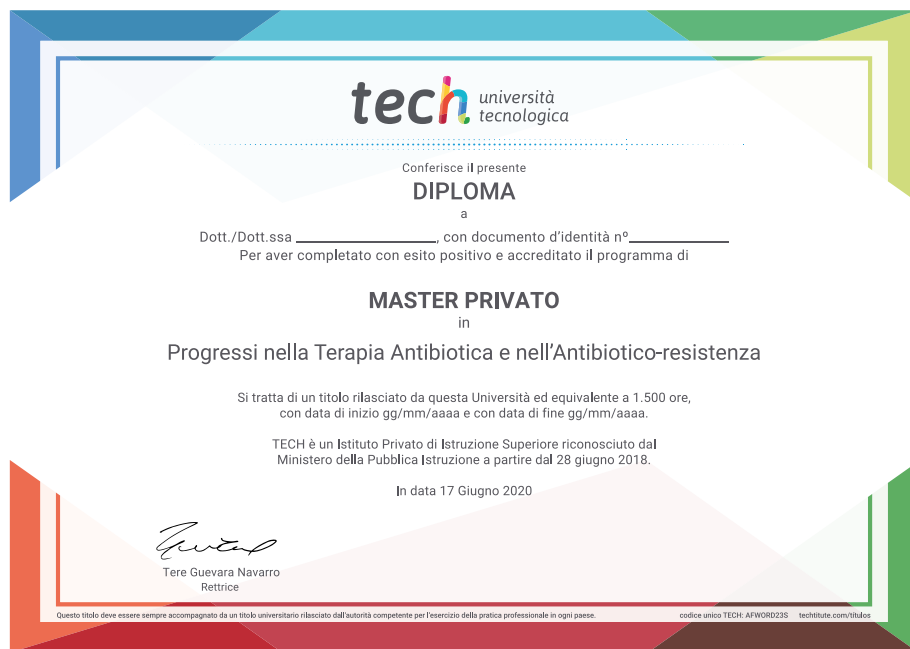 tech università
tecnologica
Conferisce il presente
DIPLOMA
a
Dott./Dott.ssa ________________, con documento d'identità nº___________
Per aver completato con esito positivo e accreditato il programma di
MASTER PRIVATO
in
Progressi nella Terapia Antibiotica e nell'Antibiotico-resistenza
Si tratta di un titolo rilasciato da questa Università ed equivalente a 1.500 ore,
con data di inizio gg/mm/aaaa e con data di fine gg/mm/aaaa.
TECH è un Istituto Privato di Istruzione Superiore riconosciuto dal
Ministero della Pubblica Istruzione a partire dal 28 giugno 2018.
In data 17 Giugno 2020
Tere Guevara Navarro
Rettrice
Questo titolo deve essere sempre accompagnato da un titolo universitario rilasciato dall'autorità competente per l'esercizio della pratica professionale in ogni paese. codice unico TECH: AFWORD23S techtitute.com/titulos